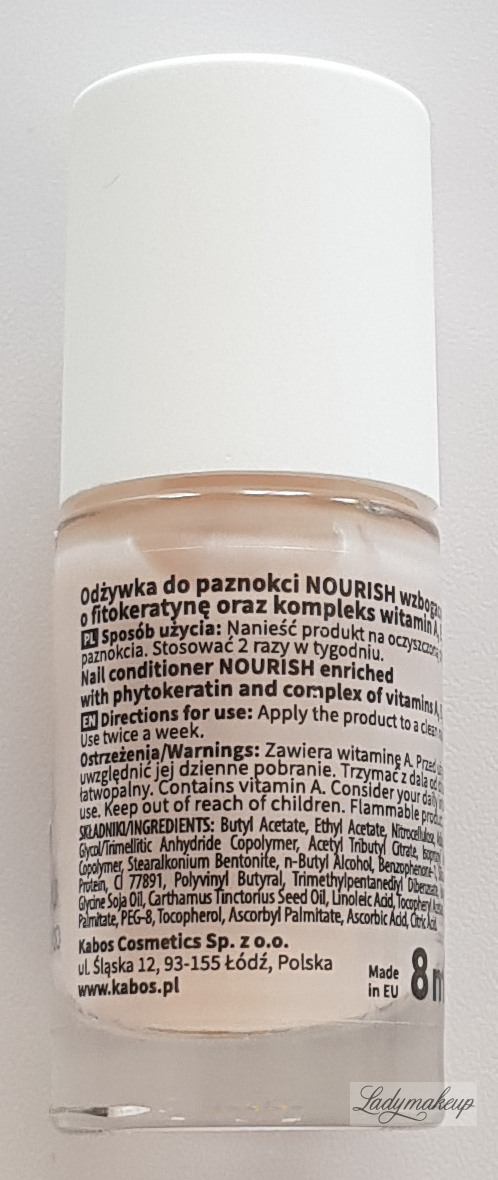 Odżywka do paznokci NOURISH
o fitokeratynę oraz kompleks witamin A,
PL Sposób użycia: Nanieść produkt na
paznokcia. Stosować 2 razy w tygodniu.
Nail conditioner NOURISH enriched
with phytokeratin and complex of vitamins A,
EN Directions for use: Apply the product to a clean
Use twice a week.
Ostrzeżenia/Warnings: Zawiera witaminę A. Przed
uwzględnić jej dzienne pobranie. Trzymać z dala od
łatwopalny. Contains vitamin A. Consider your daily
use. Keep out of reach of children. Flammable
SKŁADNIKI/INGREDIENTS: Butyl Acetate, Ethyl Acetate, Nitrocellulose,
Glycol/Trimellitic Anhydride Copolymer, Acetyl Tributyl Citrate,
Copolymer, Stearalkonium Bentonite, n-Butyl Alcohol, Benzophenone-1,
Protein, CI 77891, Polyvinyl Butyral, Trimethylpentanediyl Dibenzoate,
Glycine Soja Oil, Carthamus Tinctorius Seed Oil, Linoleic Acid, Tocopheryl
Palmitate, PEG-8, Tocopherol, Ascorbyl Palmitate, Ascorbic Acid, Citric Acid.
Kabos Cosmetics Sp. z o.o.
ul. Śląska 12, 93-155 Łódź, Polska
www.kabos.pl
Made
in EU
8
Ladymakeup